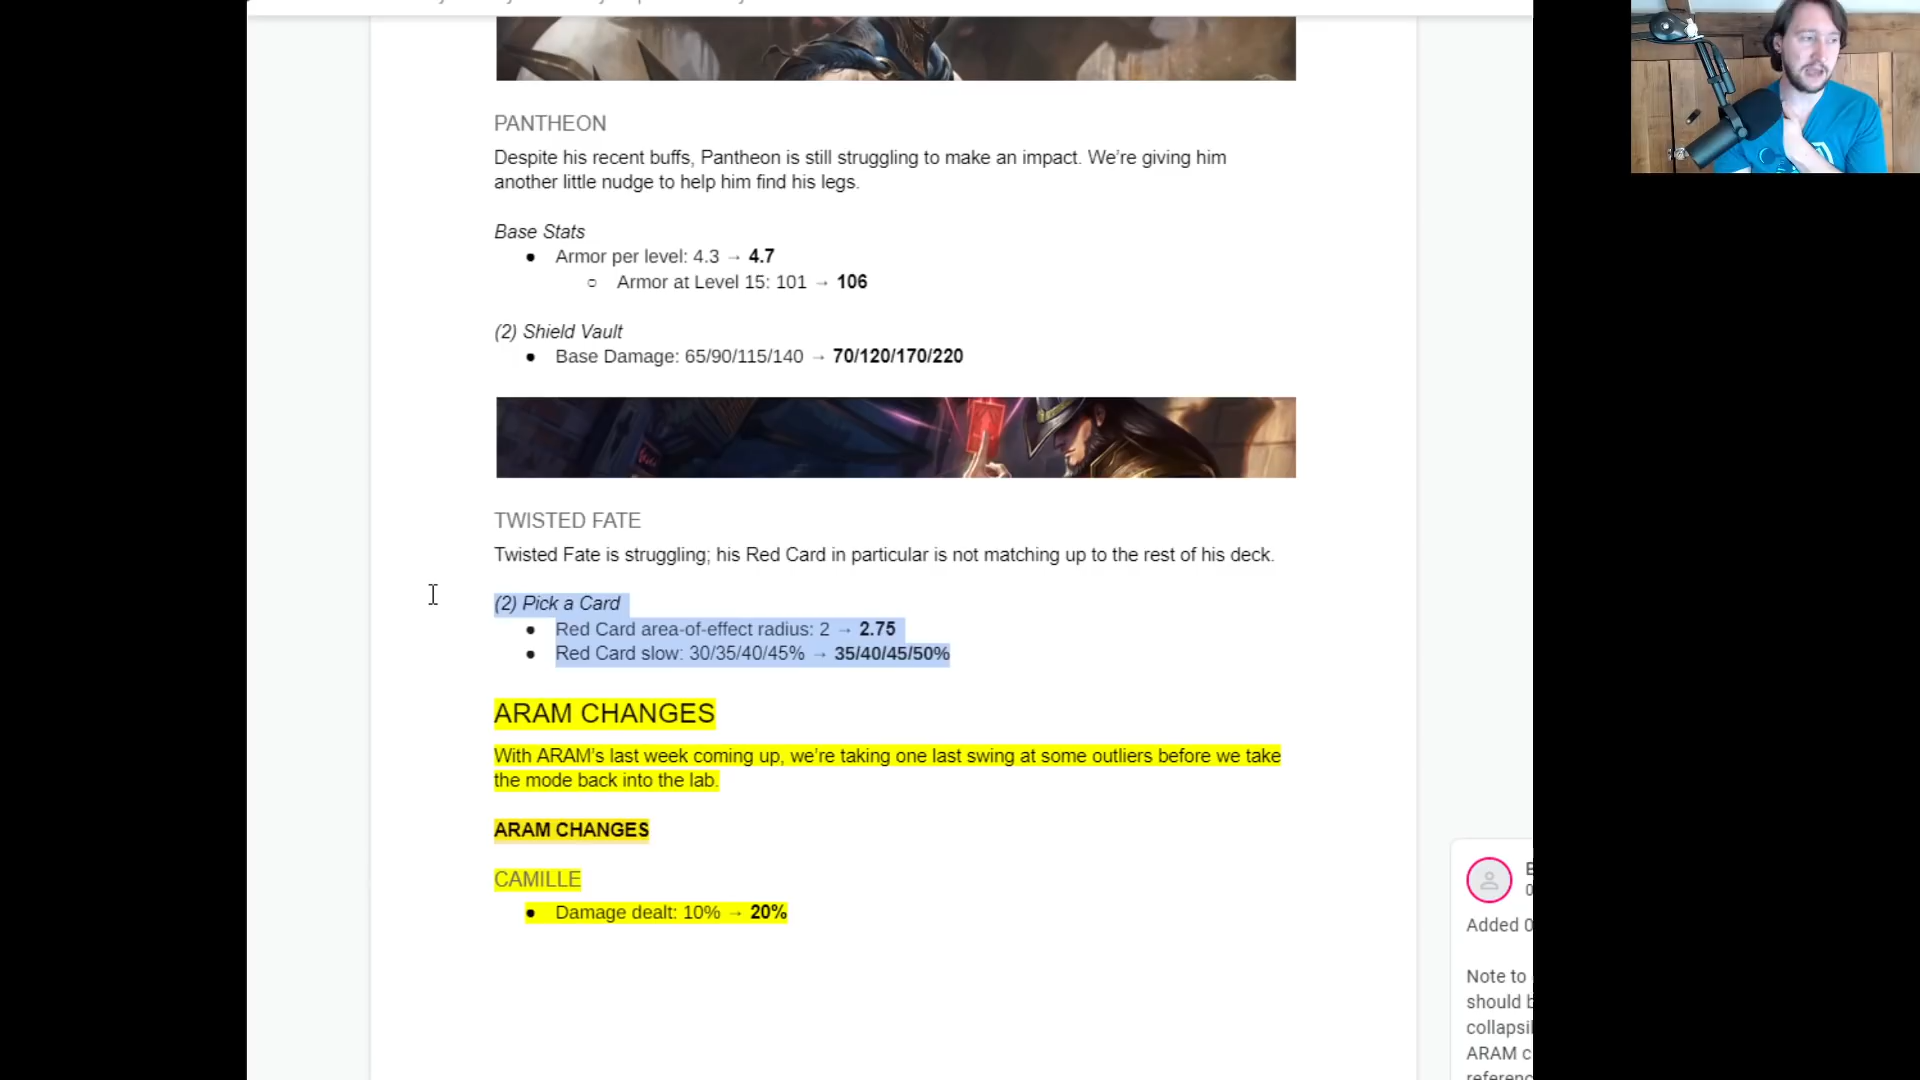 PANTHEON
Despite his recent buffs, Pantheon is still struggling to make an impact. We’re giving him
another little nudge to help him find his legs.
Base Stats
● Armor per level: 4.3 → 4.7
○ Armor at Level 15: 101 → 106
(2) Shield Vault
● Base Damage: 65/90/115/140 → 70/120/170/220
TWISTED FATE
Twisted Fate is struggling; his Red Card in particular is not matching up to the rest of his deck.
(2) Pick a Card
● Red Card area-of-effect radius: 2 → 2.75
● Red Card slow: 30/35/40/45% → 35/40/45/50%
ARAM CHANGES
With ARAM’s last week coming up, we’re taking one last swing at some outliers before we take
the mode back into the lab.
ARAM CHANGES
CAMILLE
● Damage dealt: 10% → 20%
Added 0
Note to
should b
collapsi
ARAM c